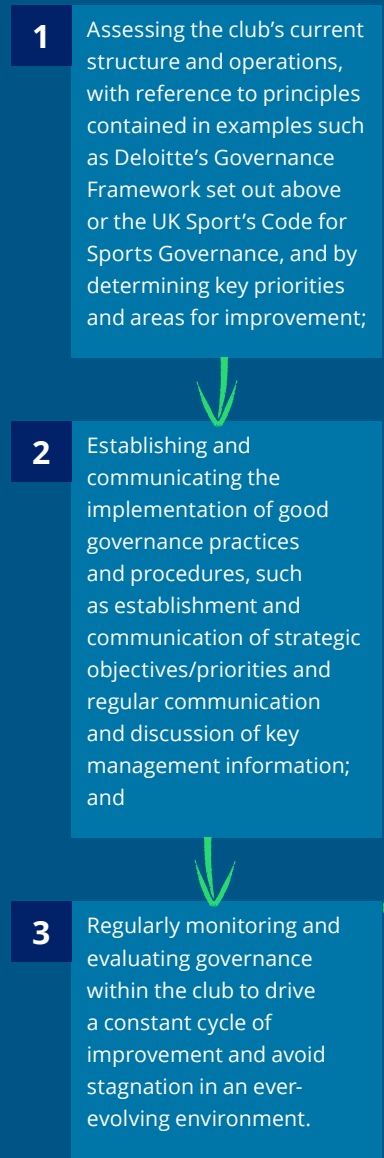 1
Assessing the club’s current
structure and operations,
with reference to principles
contained in examples such
as Deloitte’s Governance
Framework set out above
or the UK Sport’s Code for
Sports Governance, and by
determining key priorities
and areas for improvement;
2
Establishing and
communicating the
implementation of good
governance practices
and procedures, such
as establishment and
communication of strategic
objectives/priorities and
regular communication
and discussion of key
management information;
and
3
Regularly monitoring and
evaluating governance
within the club to drive
a constant cycle of
improvement and avoid
stagnation in an ever-
evolving environment.